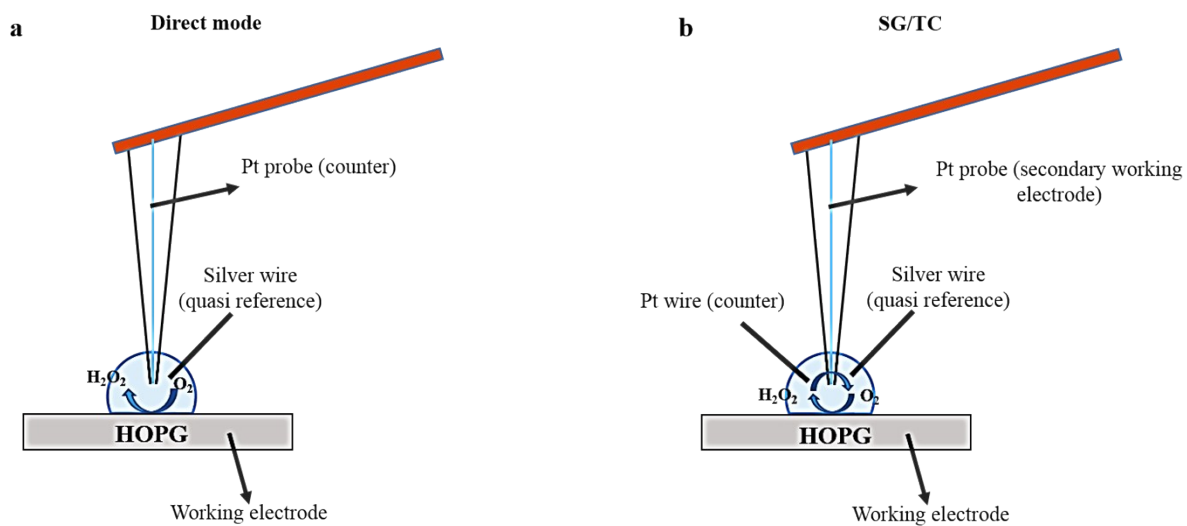 a
Direct mode
Pt probe (counter)
Silver wire
(quasi reference)
H₂O₂
O₂
HOPG
Working electrode
b
SG/TC
Pt probe (secondary working
electrode)
Pt wire (counter)
Silver wire
(quasi reference)
H₂O₂
O₂
HOPG
Working electrode